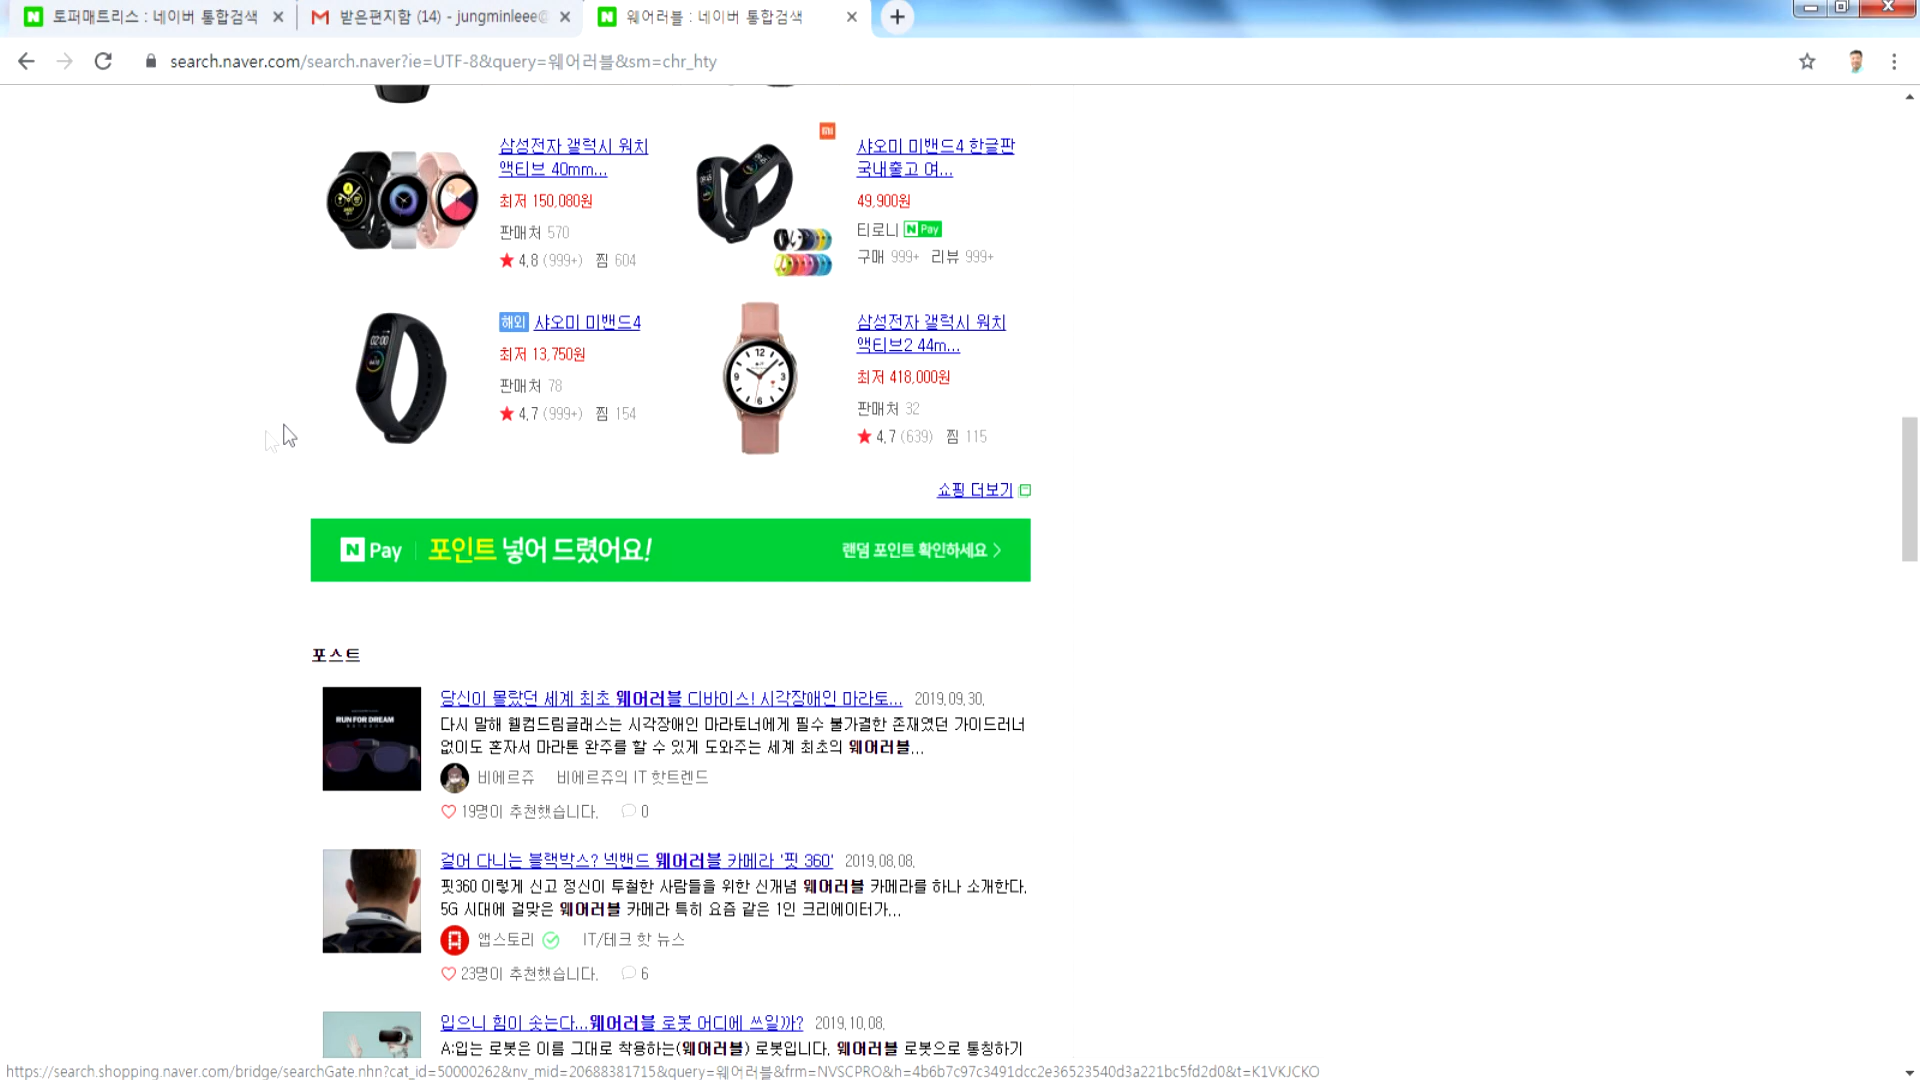 토퍼매트리스 : 네이버 통합검색
받은편지함 (14) - jungminleee@
웨어러블 : 네이버 통합검색
search.naver.com/search.naver?ie=UTF-8&query=웨어러블&sm=chr_hty
삼성전자 갤럭시 워치
액티브 40mm...
최저 150,080원
판매처 570
4.8 (999+) 찜 604
샤오미 미밴드4 한글판
국내출고 여...
49,900원
티로니 N Pay
구매 999+ 리뷰 999+
해외 샤오미 미밴드4
최저 13,750원
판매처 78
4.7 (999+) 찜 154
삼성전자 갤럭시 워치
액티브2 44m...
최저 418,000원
판매처 32
4.7 (639) 찜 115
쇼핑 더보기
N Pay 포인트 넣어 드렸어요! 랜덤 포인트 확인하세요 >
포스트
당신이 몰랐던 세계 최초 웨어러블 디바이스! 시각장애인 마라토... 2019.09.30.
다시 말해 웰컴드림글래스는 시각장애인 마라토너에게 필수 불가결한 존재였던 가이드러너
없이도 혼자서 마라톤 완주를 할 수 있게 도와주는 세계 최초의 웨어러블...
RUN FOR DREAM
비에르쥬 비에르쥬의 IT 핫트렌드
19명이 추천했습니다. 0
걸어 다니는 블랙박스? 넥밴드 웨어러블 카메라 '핏 360' 2019.08.08.
핏360 이렇게 신고 정신이 투철한 사람들을 위한 신개념 웨어러블 카메라를 하나 소개한다.
5G 시대에 걸맞은 웨어러블 카메라 특히 요즘 같은 1인 크리에이터가...
앱스토리 IT/테크 핫 뉴스
23명이 추천했습니다. 6
입으니 힘이 솟는다...웨어러블 로봇 어디에 쓰일까? 2019.10.08.
A:입는 로봇은 이름 그대로 착용하는(웨어러블) 로봇입니다. 웨어러블 로봇으로 통칭하기
https://search.shopping.naver.com/bridge/searchGate.nhn?cat_id=50000262&nv_mid=20688381715&query=웨어러블&frm=NVSCPRO&h=4b6b7c97c3491dcc2e36523540d3a221bc5fd2d0&t=K1VKJCKO